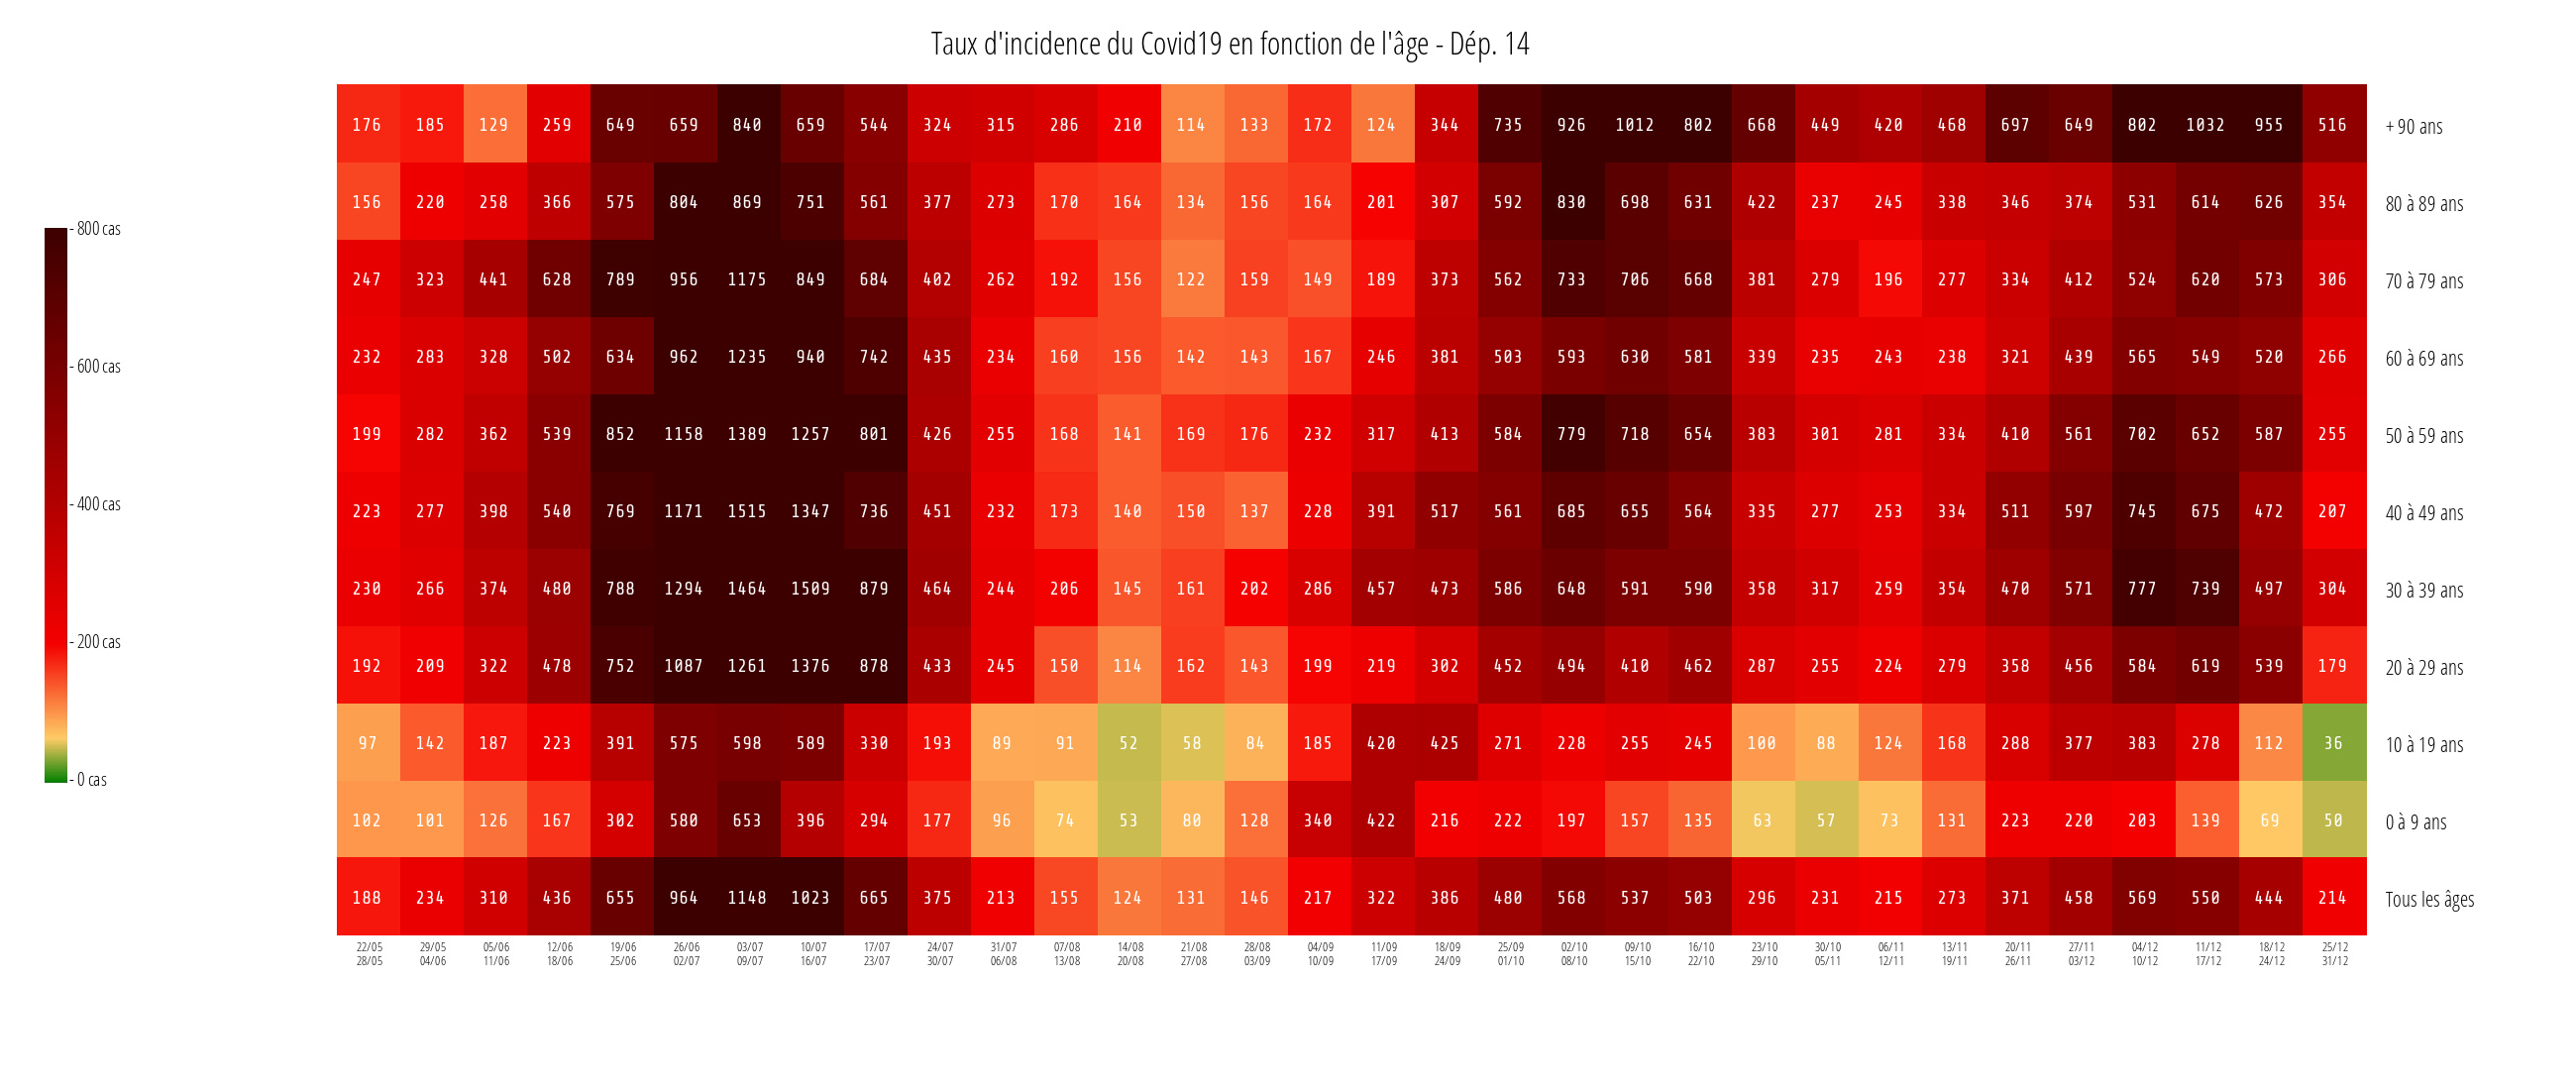 Taux d'incidence du Covid19 en fonction de l'âge - Dép. 14
- 800 cas
- 600 cas
- 400 cas
- 200 cas
- 0 cas
176 185 129 259 649 659 840 659 544 324 315 286 210 114 133 172 124 344 735 926 1012 802 668 449 420 468 697 649 802 1032 955 516 + 90 ans
156 220 258 366 575 804 869 751 561 377 273 170 164 134 156 164 201 307 592 830 698 631 422 237 245 338 346 374 531 614 626 354 80 à 89 ans
247 323 441 628 789 956 1175 849 684 402 262 192 156 122 159 149 189 373 562 733 706 668 381 279 196 277 334 412 524 620 573 306 70 à 79 ans
232 283 328 502 634 962 1235 940 742 435 234 160 156 142 143 167 246 381 503 593 630 581 339 235 243 238 321 439 565 549 520 266 60 à 69 ans
199 282 362 539 852 1158 1389 1257 801 426 255 168 141 169 176 232 317 413 584 779 718 654 383 301 281 334 410 561 702 652 587 255 50 à 59 ans
223 277 398 540 769 1171 1515 1347 736 451 232 173 140 150 137 228 391 517 561 685 655 564 335 277 253 334 511 597 745 675 472 207 40 à 49 ans
230 266 374 480 788 1294 1464 1509 879 464 244 206 145 161 202 286 457 473 586 648 591 590 358 317 259 354 470 571 777 739 497 304 30 à 39 ans
192 209 322 478 752 1087 1261 1376 878 433 245 150 114 162 143 199 219 302 452 494 410 462 287 255 224 279 358 456 584 619 539 179 20 à 29 ans
97 142 187 223 391 575 598 589 330 193 89 91 52 58 84 185 420 425 271 228 255 245 100 88 124 168 288 377 383 278 112 36 10 à 19 ans
102 101 126 167 302 580 653 396 294 177 96 74 53 80 128 340 422 216 222 197 157 135 63 57 73 131 223 220 203 139 69 50 0 à 9 ans
188 234 310 436 655 964 1148 1023 665 375 213 155 124 131 146 217 322 386 480 568 537 503 296 231 215 273 371 458 569 550 444 214 Tous les âges
22/05 29/05 05/06 12/06 19/06 26/06 03/07 10/07 17/07 24/07 31/07 07/08 14/08 21/08 28/08 04/09 11/09 18/09 25/09 02/10 09/10 16/10 23/10 30/10 06/11 13/11 20/11 27/11 04/12 11/12 18/12 25/12
28/05 04/06 11/06 18/06 25/06 02/07 09/07 16/07 23/07 30/07 06/08 13/08 20/08 27/08 03/09 10/09 17/09 24/09 01/10 08/10 15/10 22/10 29/10 05/11 12/11 19/11 26/11 03/12 10/12 17/12 24/12 31/12